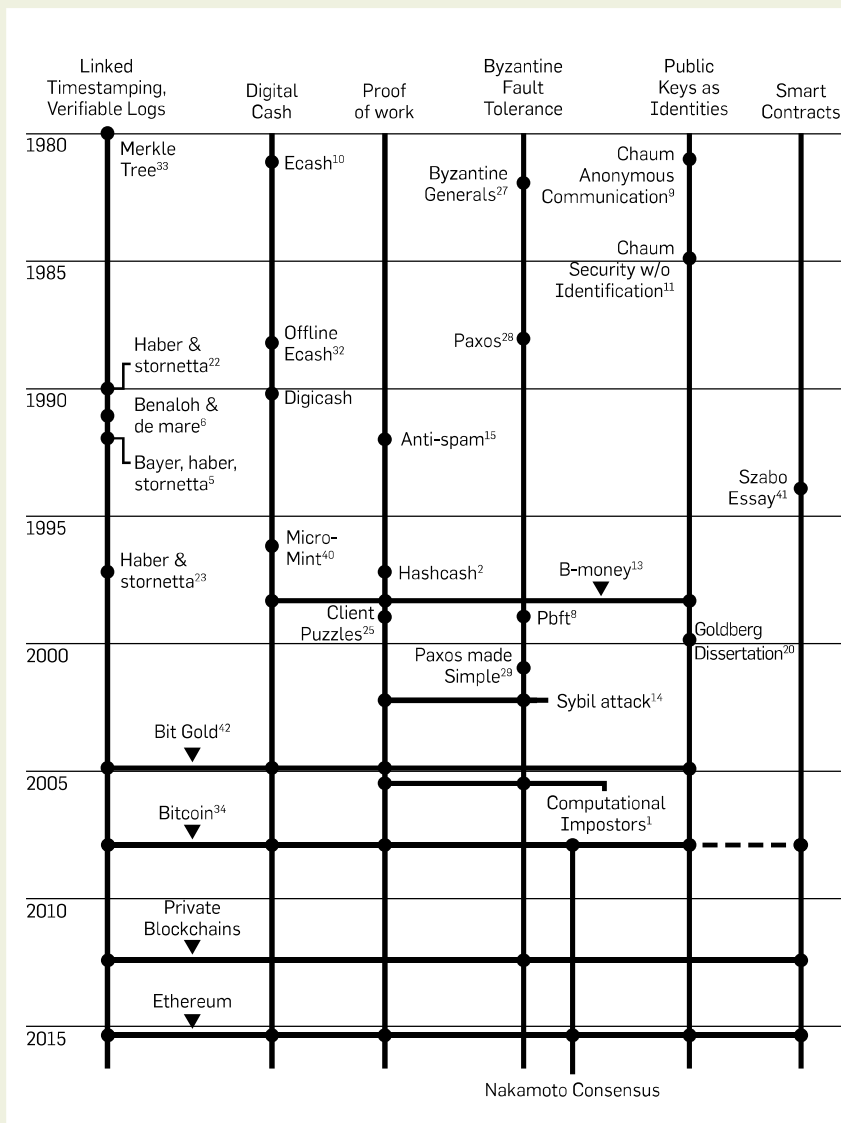 Linked
Timestamping,
Verifiable Logs
Digital
Cash
Proof
of work
Byzantine
Fault
Tolerance
Public
Keys as
Identities
Smart
Contracts
1980
Merkle
Tree33
Ecash10
Byzantine
Generals27
Chaum
Anonymous
Communication9
1985
Chaum
Security w/o
Identification11
Haber &
stornetta22
Offline
Ecash32
Paxos28
1990
Digicash
Benaloh &
de mare6
Anti-spam15
Bayer, haber,
stornetta5
Szabo
Essay41
1995
Micro-
Mint40
Haber &
stornetta23
Hashcash2
B-money13
Client
Puzzles25
Pbft8
Goldberg
Dissertation20
2000
Paxos made
Simple29
Sybil attack14
Bit Gold42
2005
Computational
Impostors1
Bitcoin34
2010
Private
Blockchains
Ethereum
2015
Nakamoto Consensus